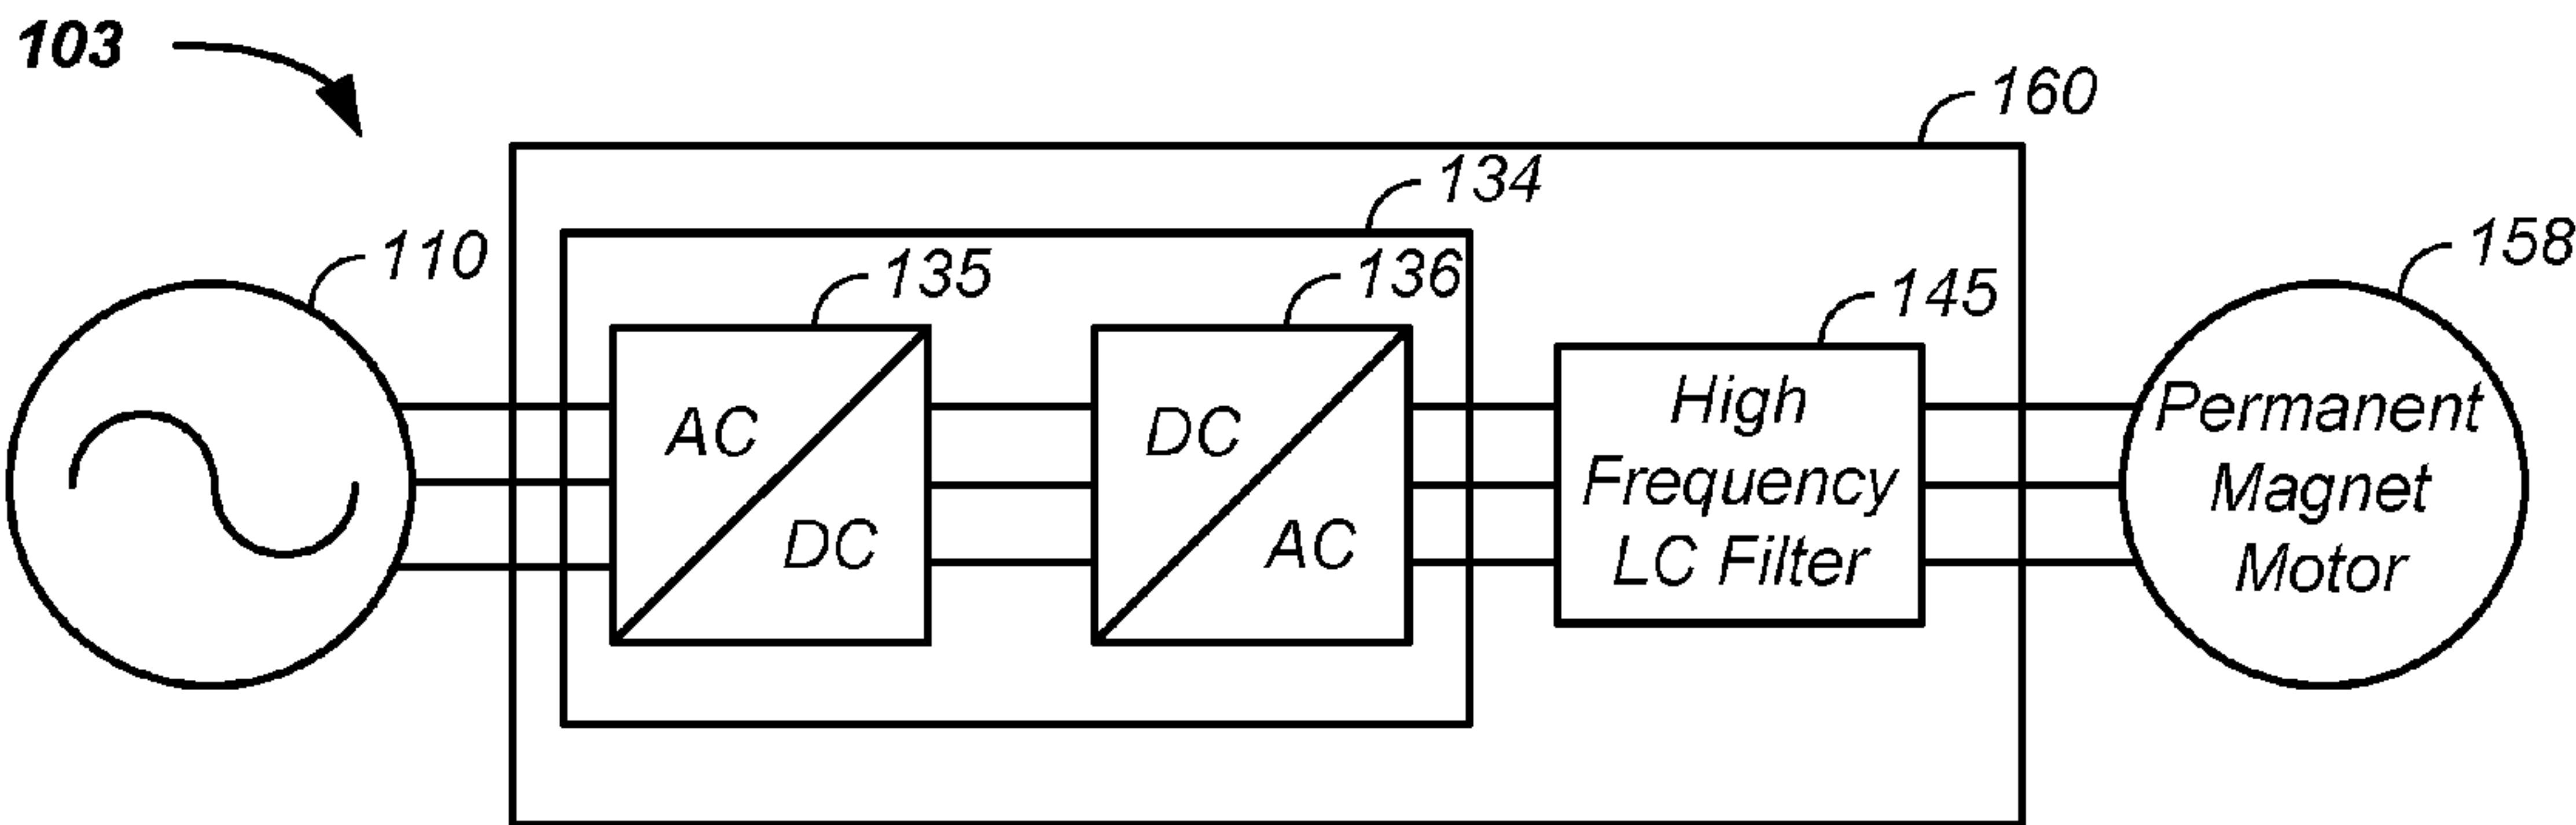 103
160
134
110
135
136
145
158
AC
DC
DC
AC
High
Frequency
LC Filter
Permanent
Magnet
Motor